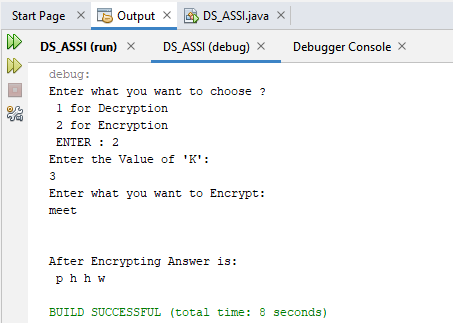 Start Page Output DS_ASSI.java
DS_ASSI (run) DS_ASSI (debug) Debugger Console
debug:
Enter what you want to choose ?
1 for Decryption
2 for Encryption
ENTER : 2
Enter the Value of 'K':
3
Enter what you want to Encrypt:
meet
After Encrypting Answer is:
p h h w
BUILD SUCCESSFUL (total time: 8 seconds)